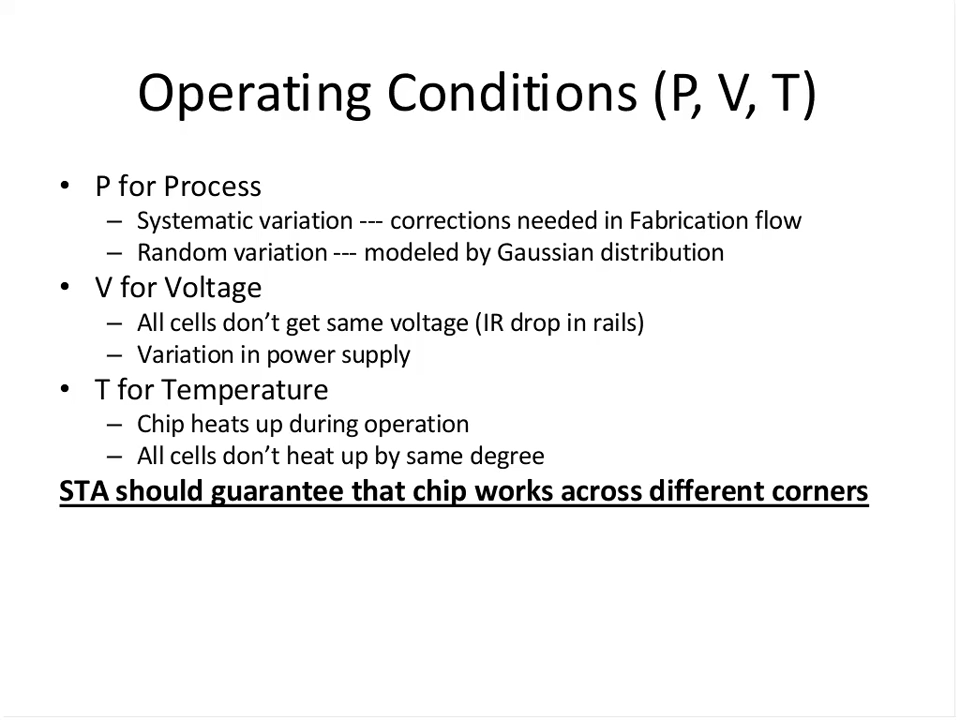 Operating Conditions (P, V, T)
• P for Process
– Systematic variation --- corrections needed in Fabrication flow
– Random variation --- modeled by Gaussian distribution
• V for Voltage
– All cells don’t get same voltage (IR drop in rails)
– Variation in power supply
• T for Temperature
– Chip heats up during operation
– All cells don’t heat up by same degree
STA should guarantee that chip works across different corners